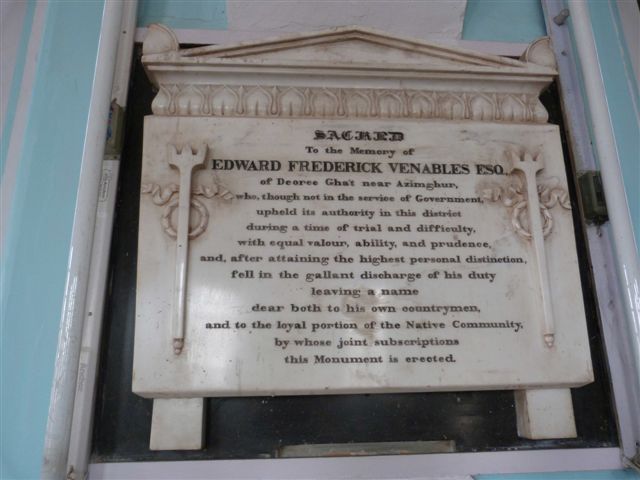 SACRED
To the Memory of
EDWARD FREDERICK VENABLES ESQ.
of Deoree Ghat near Azimghur,
who, though not in the service of Government,
upheld its authority in this district
during a time of trial and difficulty,
with equal valour, ability, and prudence,
and, after attaining the highest personal distinction,
fell in the gallant discharge of his duty
leaving a name
dear both to his own countrymen,
and to the loyal portion of the Native Community,
by whose joint subscriptions
this Monument is erected.